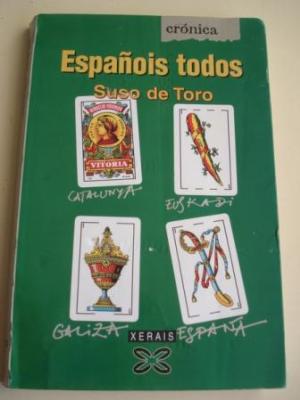 crónica
Españois todos
Suso de Toro
VITORIA
CATALUNYA
EUSKADI
GALIZA
ESPAÑA
XERAIS